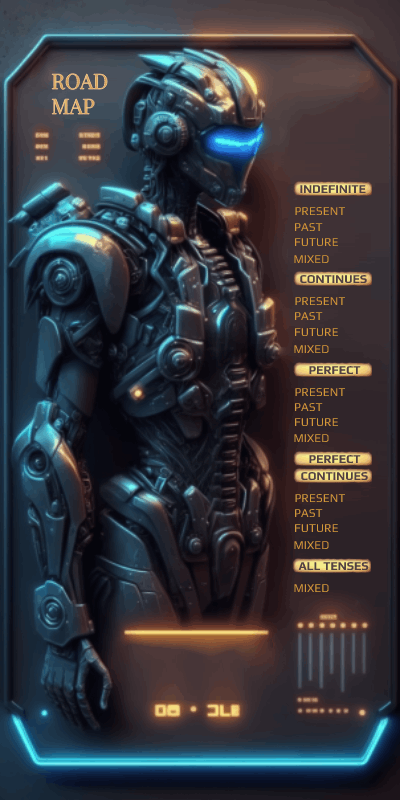 ROAD
MAP
INDEFINITE
PRESENT
PAST
FUTURE
MIXED
CONTINUES
PRESENT
PAST
FUTURE
MIXED
PERFECT
PRESENT
PAST
FUTURE
MIXED
PERFECT
CONTINUES
PRESENT
PAST
FUTURE
MIXED
ALL TENSES
MIXED